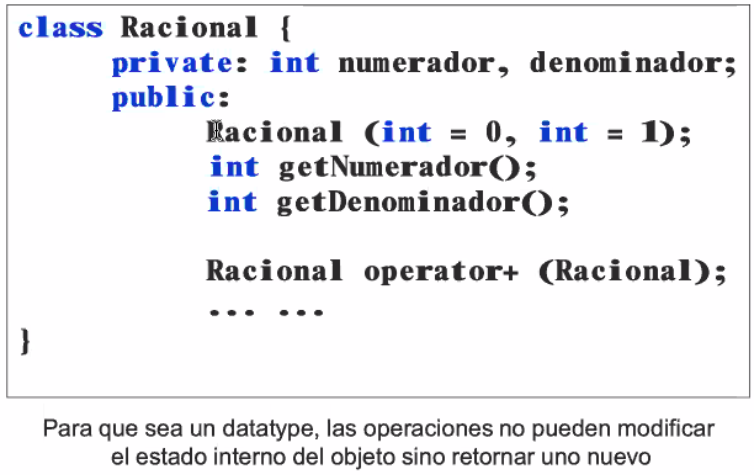 class Racional {
private: int numerador, denominador;
public:
Racional (int = 0, int = 1);
int getNumerador();
int getDenominador();
Racional operator+ (Racional);
... ...
}
Para que sea un datatype, las operaciones no pueden modificar
el estado interno del objeto sino retornar uno nuevo